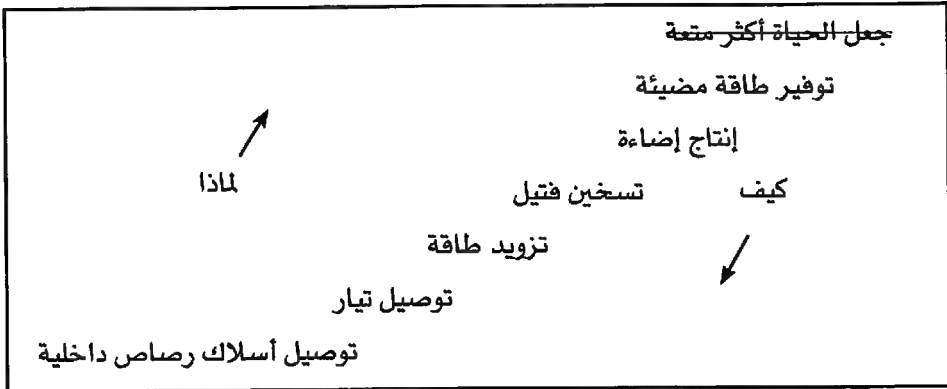 جعل الحياة أكثر متعة
توفير طاقة مضيئة
إنتاج إضاءة
كيف تسخين فتيل لماذا
تزويد طاقة
توصيل تيار
توصيل أسلاك رصاص داخلية